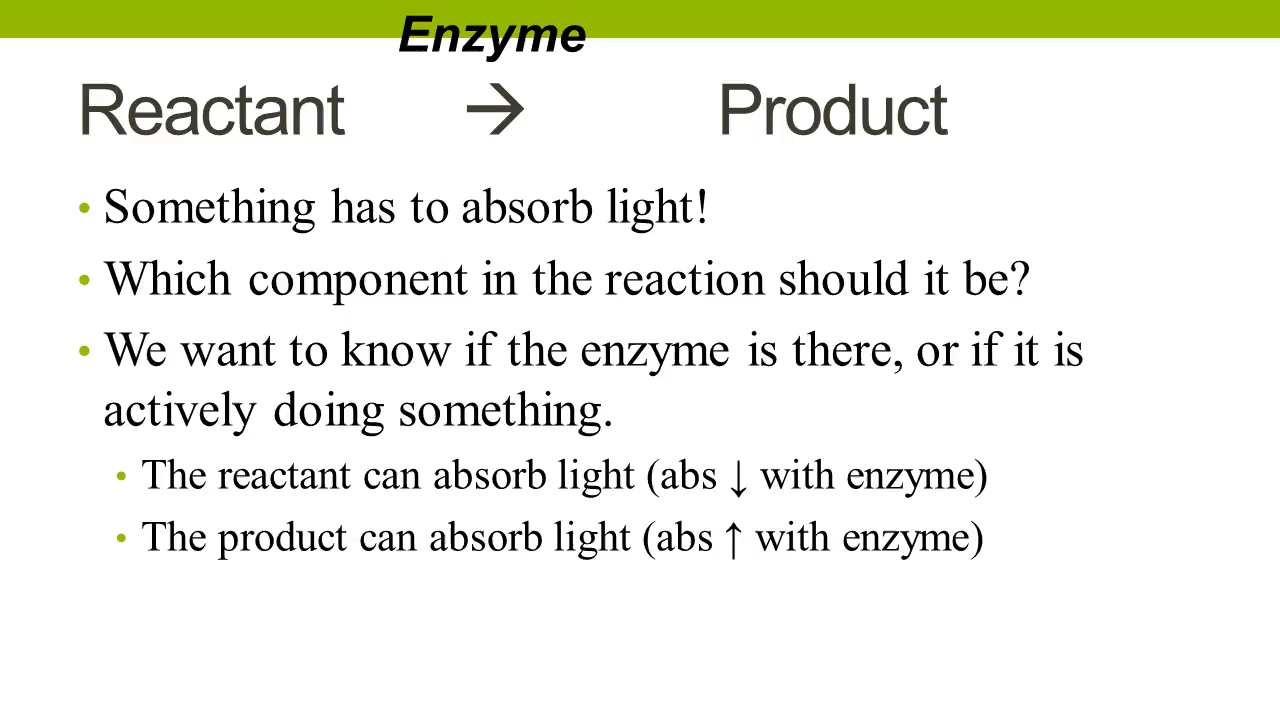 Enzyme
Reactant → Product
• Something has to absorb light!
• Which component in the reaction should it be?
• We want to know if the enzyme is there, or if it is
actively doing something.
• The reactant can absorb light (abs ↓ with enzyme)
• The product can absorb light (abs ↑ with enzyme)